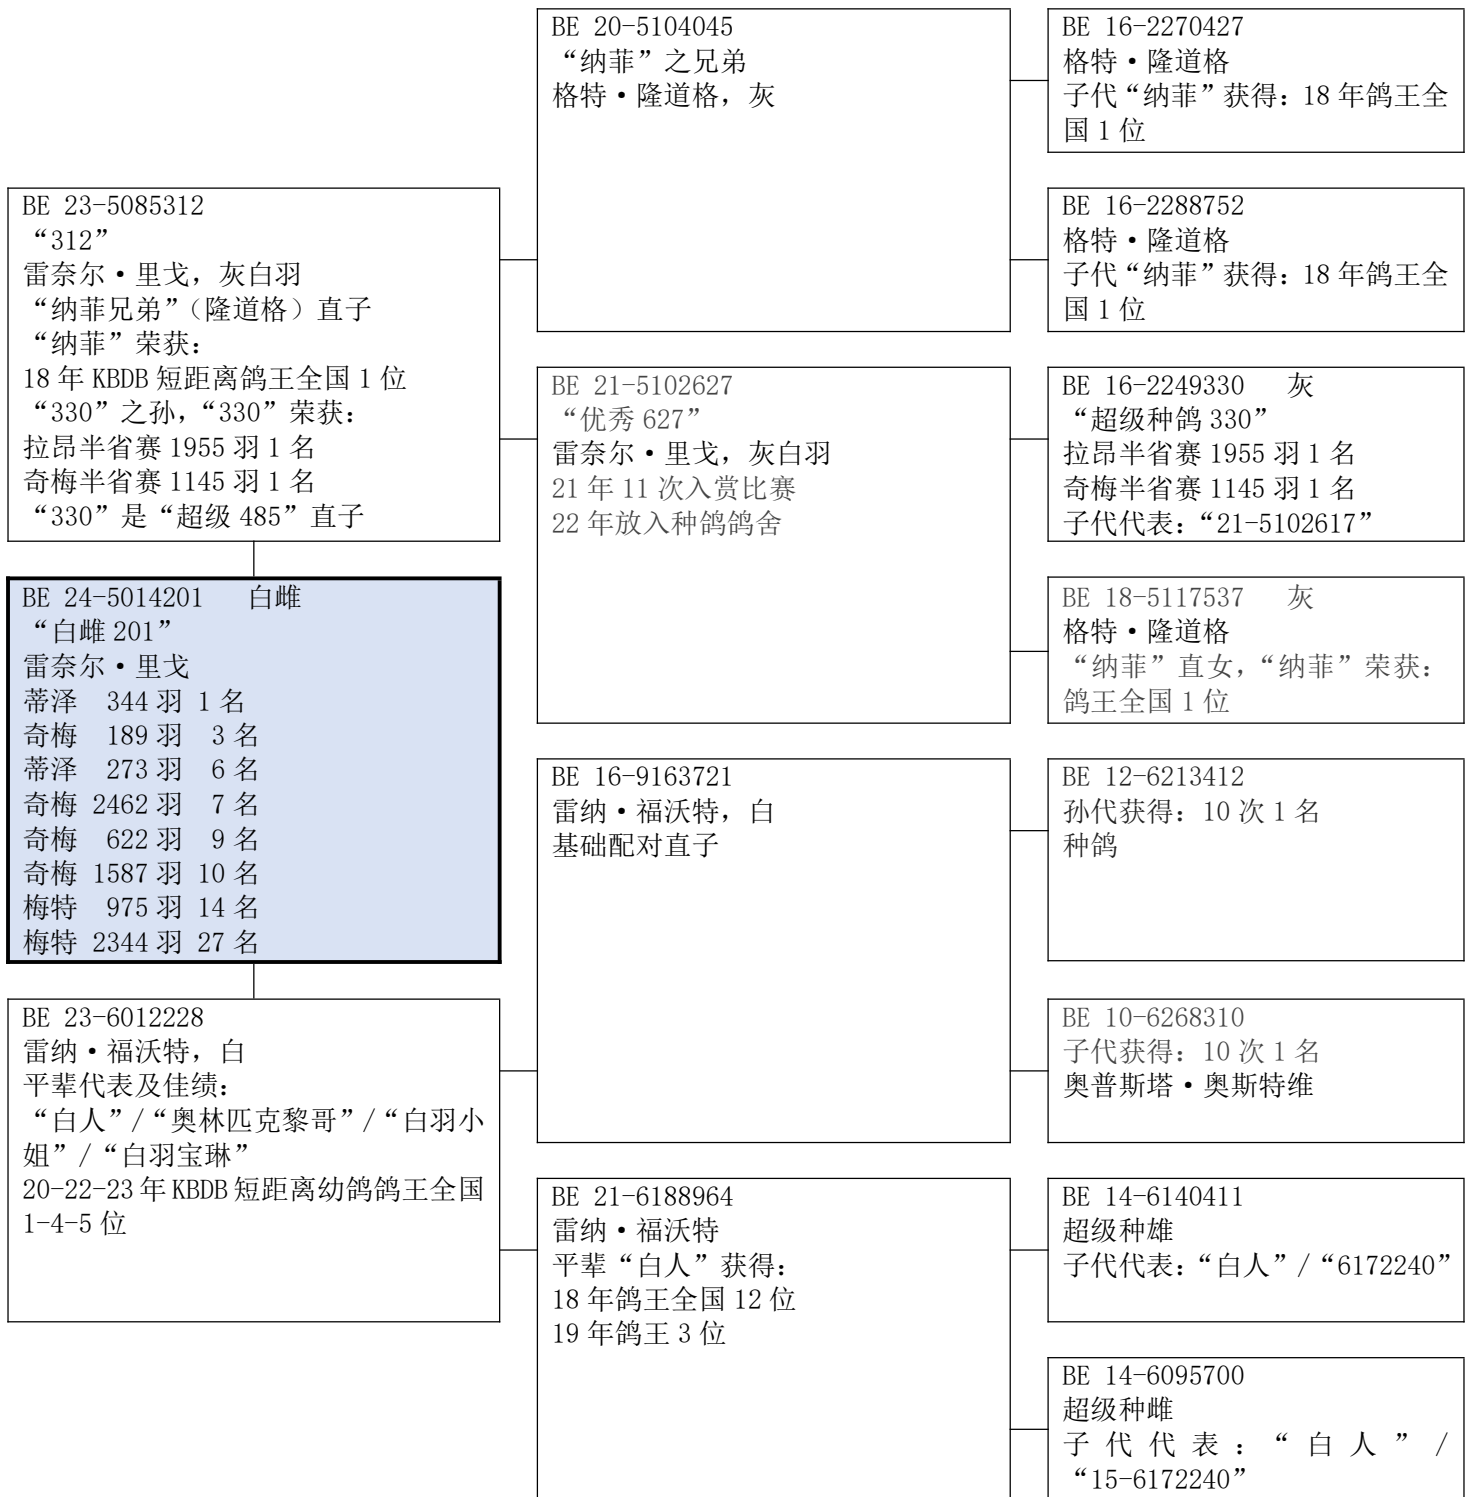 BE 23-5085312
“312”
雷奈尔·里戈，灰白羽
“纳菲兄弟”（隆道格）直子
“纳菲”荣获：
18 年 KBDB 短距离鸽王全国 1 位
“330”之孙，“330”荣获：
拉昂半省赛 1955 羽 1 名
奇梅半省赛 1145 羽 1 名
“330”是“超级 485”直子
BE 24-5014201 白雌
“白雌 201”
雷奈尔·里戈
蒂泽 344 羽 1 名
奇梅 189 羽 3 名
蒂泽 273 羽 6 名
奇梅 2462 羽 7 名
奇梅 622 羽 9 名
奇梅 1587 羽 10 名
梅特 975 羽 14 名
梅特 2344 羽 27 名
BE 23-6012228
雷纳·福沃特，白
平辈代表及佳绩：
“白人”/“奥林匹克黎哥”/“白羽小
姐”/“白羽宝琳”
20-22-23 年 KBDB 短距离幼鸽鸽王全国
1-4-5 位
BE 20-5104045
“纳菲”之兄弟
格特·隆道格，灰
BE 21-5102627
“优秀 627”
雷奈尔·里戈，灰白羽
21 年 11 次入赏比赛
22 年放入种鸽鸽舍
BE 16-9163721
雷纳·福沃特，白
基础配对直子
BE 21-6188964
雷纳·福沃特
平辈“白人”获得：
18 年鸽王全国 12 位
19 年鸽王 3 位
BE 16-2270427
格特·隆道格
子代“纳菲”获得：18 年鸽王全
国 1 位
BE 16-2288752
格特·隆道格
子代“纳菲”获得：18 年鸽王全
国 1 位
BE 16-2249330 灰
“超级种鸽 330”
拉昂半省赛 1955 羽 1 名
奇梅半省赛 1145 羽 1 名
子代代表：“21-5102617”
BE 18-5117537 灰
格特·隆道格
“纳菲”直女，“纳菲”荣获：
鸽王全国 1 位
BE 12-6213412
孙代获得：10 次 1 名
种鸽
BE 10-6268310
子代获得：10 次 1 名
奥普斯塔·奥斯特维
BE 14-6140411
超级种雄
子代代表：“白人”/“6172240”
BE 14-6095700
超级种雌
子代代表：“白人”/
“15-6172240”